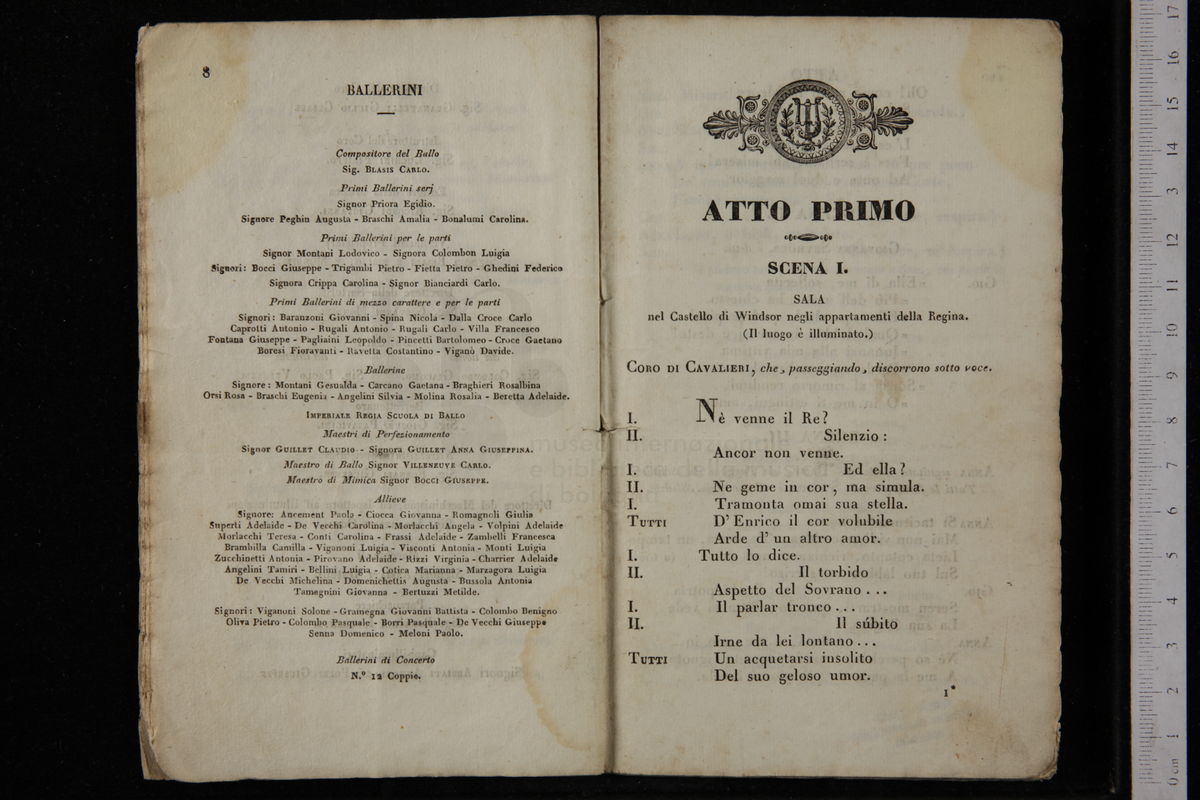 8
BALLERINI
Compositore del Ballo
Sig. BLASIS CARLO.
Primi Ballerini serj
Signor Priora Egidio.
Signore Peghin Augusta - Braschi Amalia - Bonalumi Carolina.
Primi Ballerini per le parti
Signor Montani Lodovico - Signora Colombon Luigia
Signori: Bocci Giuseppe - Trigambi Pietro - Fietta Pietro - Ghedini Federico
Signora Crippa Carolina - Signor Bianciardi Carlo.
Primi Ballerini di mezzo carattere e per le parti
Signori: Baranzoni Giovanni - Spina Nicola - Dalla Croce Carlo
Caprotti Antonio - Rugali Antonio - Rugali Carlo - Villa Francesco
Fontana Giuseppe - Pagliaini Leopoldo - Pincetti Bartolomeo - Croce Gaetano
Boresi Fioravanti - Ravetta Costantino - Viganò Davide.
Ballerine
Signore: Montani Gesualda - Carcano Gaetana - Braghieri Rosalbina
Orsi Rosa - Braschi Eugenia - Angelini Silvia - Molina Rosalia - Beretta Adelaide.
IMPERIALE REGIA SCUOLA DI BALLO
Maestri di Perfezionamento
Signor GUILLET CLAUDIO - Signora GUILLET ANNA GIUSEPPINA.
Maestro di Ballo Signor VILLENEUVE CARLO.
Maestro di Mimica Signor BOCCI GIUSEPPE.
Allieve
Signore: Ancement Paola - Ciocca Giovanna - Romagnoli Giulia
Superti Adelaide - De Vecchi Carolina - Morlacchi Angela - Volpini Adelaide
Morlacchi Teresa - Conti Carolina - Frassi Adelaide - Zambelli Francesca
Brambilla Camilla - Viganoni Luigia - Visconti Antonia - Monti Luigia
Zucchinetti Antonia - Pirovano Adelaide - Rizzi Virginia - Charrier Adelaide
Angelini Tamiri - Bellini Luigia - Cotica Marianna - Marzagora Luigia
De Vecchi Michelina - Domenichettis Augusta - Bussola Antonia
Tamagnini Giovanna - Bertuzzi Metilde.
Signori: Viganoni Solone - Gramegna Giovanni Battista - Colombo Benigno
Oliva Pietro - Colombo Pasquale - Borri Pasquale - De Vecchi Giuseppe
Senna Domenico - Meloni Paolo.
Ballerini di Concerto
N.° 12 Coppie.
ATTO PRIMO
SCENA I.
SALA
nel Castello di Windsor negli appartamenti della Regina.
(Il luogo è illuminato.)
CORO DI CAVALIERI, che, passeggiando, discorrono sotto voce.
I. Nè venne il Re?
II. Silenzio:
Ancor non venne.
I. Ed ella?
II. Ne geme in cor, ma simula.
I. Tramonta omai sua stella.
TUTTI D' Enrico il cor volubile
Arde d' un altro amor.
I. Tutto lo dice.
II. Il torbido
Aspetto del Sovrano ...
I. Il parlar tronco ...
II. Il súbito
Irne da lei lontano ...
TUTTI Un acquetarsi insolito
Del suo geloso umor.
1*